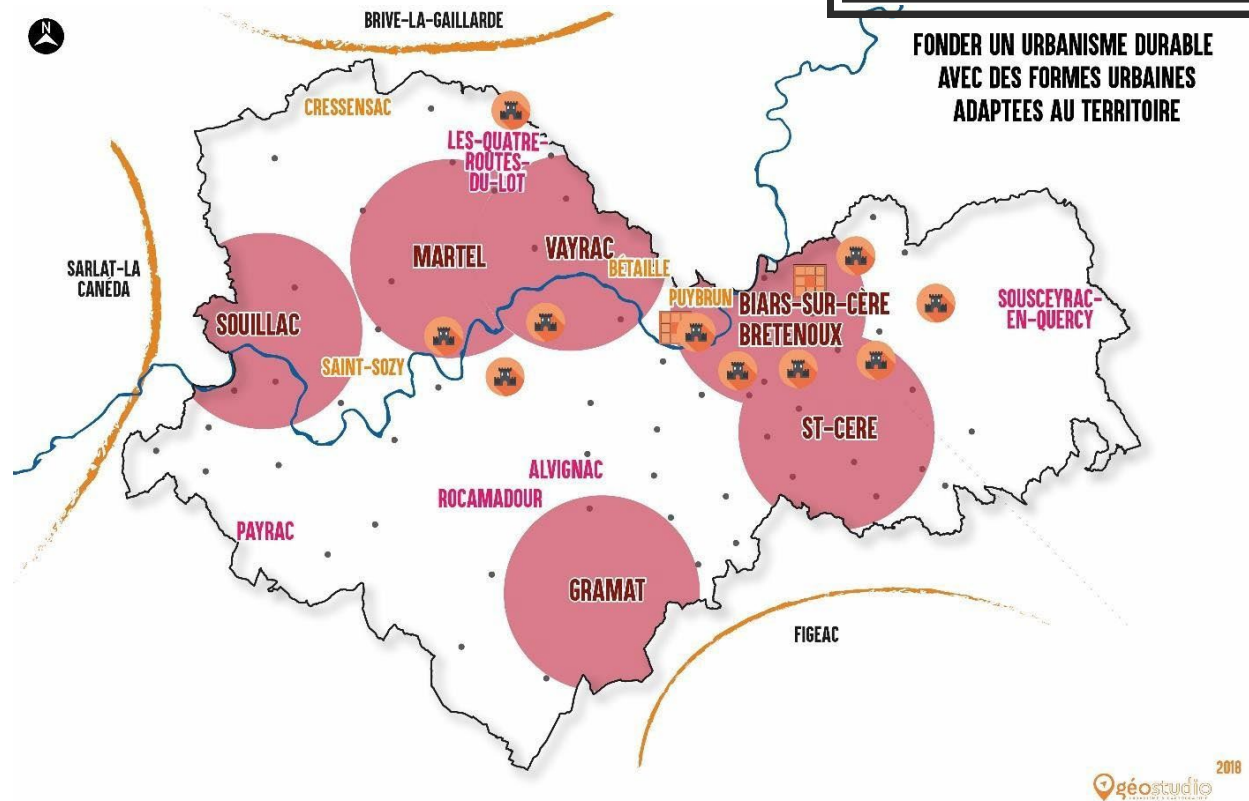 N
BRIVE-LA-GAILLARDE
FONDER UN URBANISME DURABLE
AVEC DES FORMES URBAINES
ADAPTEES AU TERRITOIRE
CRESSENSAC
LES-QUATRE-
ROUTES-
DU-LOT
SARLAT-LA
CANÉDA
MARTEL
VAYRAC
BÉTAILLE
PUYBRUN
BIARS-SUR-CERE
BRETENOUX
SOUSCEYRAC-
EN-QUERCY
SOUILLAC
SAINT-SOZY
ST-CERE
ALVIGNAC
ROCAMADOUR
PAYRAC
GRAMAT
FIGEAC
2018
géostudio